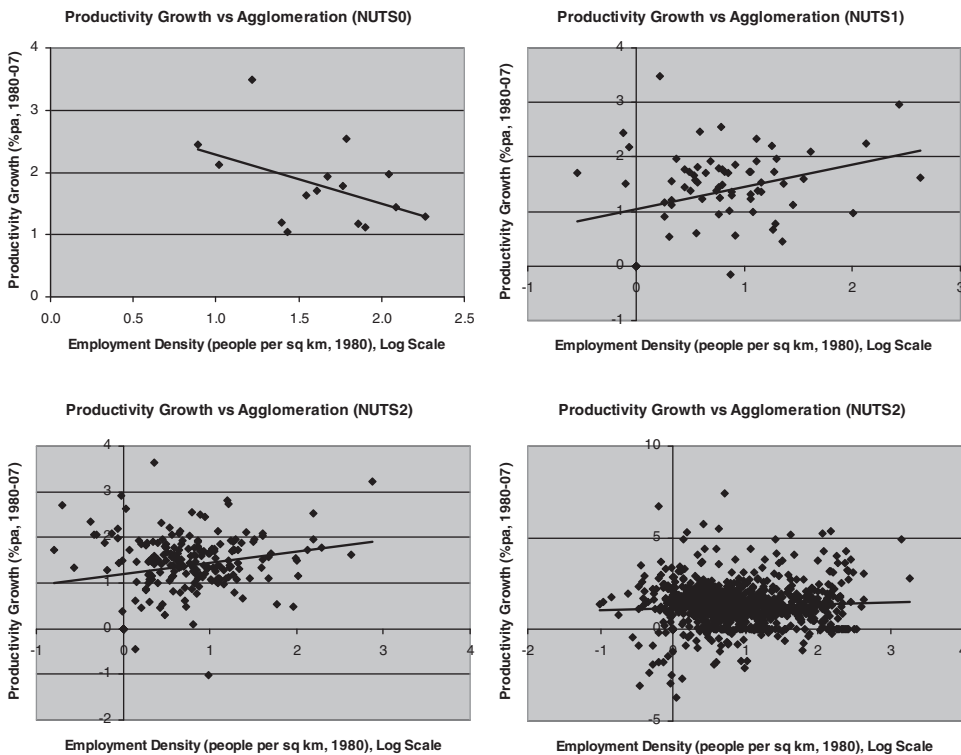 Productivity Growth vs Agglomeration (NUTS0)
Productivity Growth (%pa, 1980-07)
4
3
2
1
0
0.0 0.5 1.0 1.5 2.0 2.5
Employment Density (people per sq km, 1980), Log Scale
Productivity Growth vs Agglomeration (NUTS1)
Productivity Growth (%pa, 1980-07)
4
3
2
1
0
-1
-1 0 1 2 3
Employment Density (people per sq km, 1980), Log Scale
Productivity Growth vs Agglomeration (NUTS2)
Productivity Growth (%pa, 1980-07)
4
3
2
1
0
-1
-2
-1 0 1 2 3 4
Employment Density (people per sq km, 1980), Log Scale
Productivity Growth vs Agglomeration (NUTS2)
Productivity Growth (%pa, 1980-07)
10
5
0
-5
-2 -1 0 1 2 3 4
Employment Density (people per sq km, 1980), Log Scale